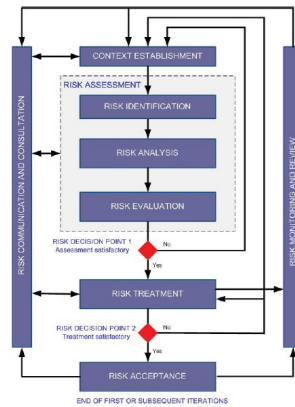 CONTEXT ESTABLISHMENT
RISK ASSESSMENT
RISK IDENTIFICATION
RISK ANALYSIS
RISK EVALUATION
RISK COMMUNICATION AND CONSULTATION
RISK MONITORING AND REVIEW
RISK DECISION POINT 1
Assessment satisfactory
No
Yes
RISK TREATMENT
RISK DECISION POINT 2
Treatment satisfactory
No
Yes
RISK ACCEPTANCE
END OF FIRST OR SUBSEQUENT ITERATIONS